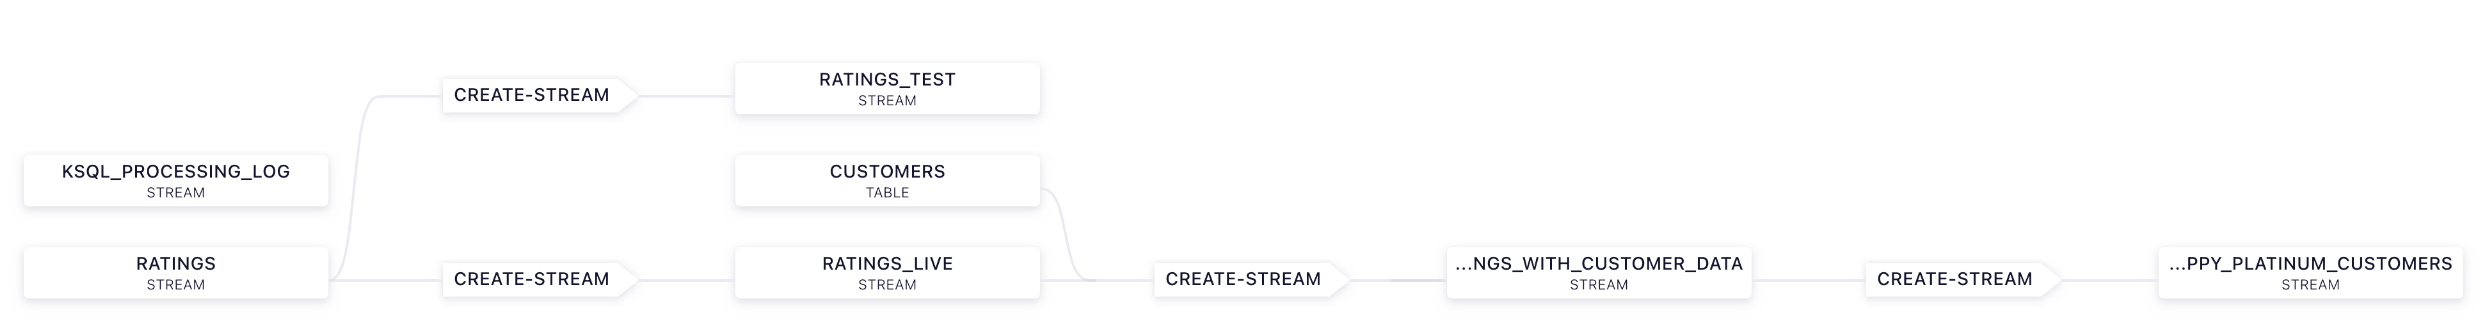 CREATE-STREAM
RATINGS_TEST
STREAM
KSQL_PROCESSING_LOG
STREAM
CUSTOMERS
TABLE
RATINGS
STREAM
CREATE-STREAM
RATINGS_LIVE
STREAM
CREATE-STREAM
...NGS_WITH_CUSTOMER_DATA
STREAM
CREATE-STREAM
...PPY_PLATINUM_CUSTOMERS
STREAM